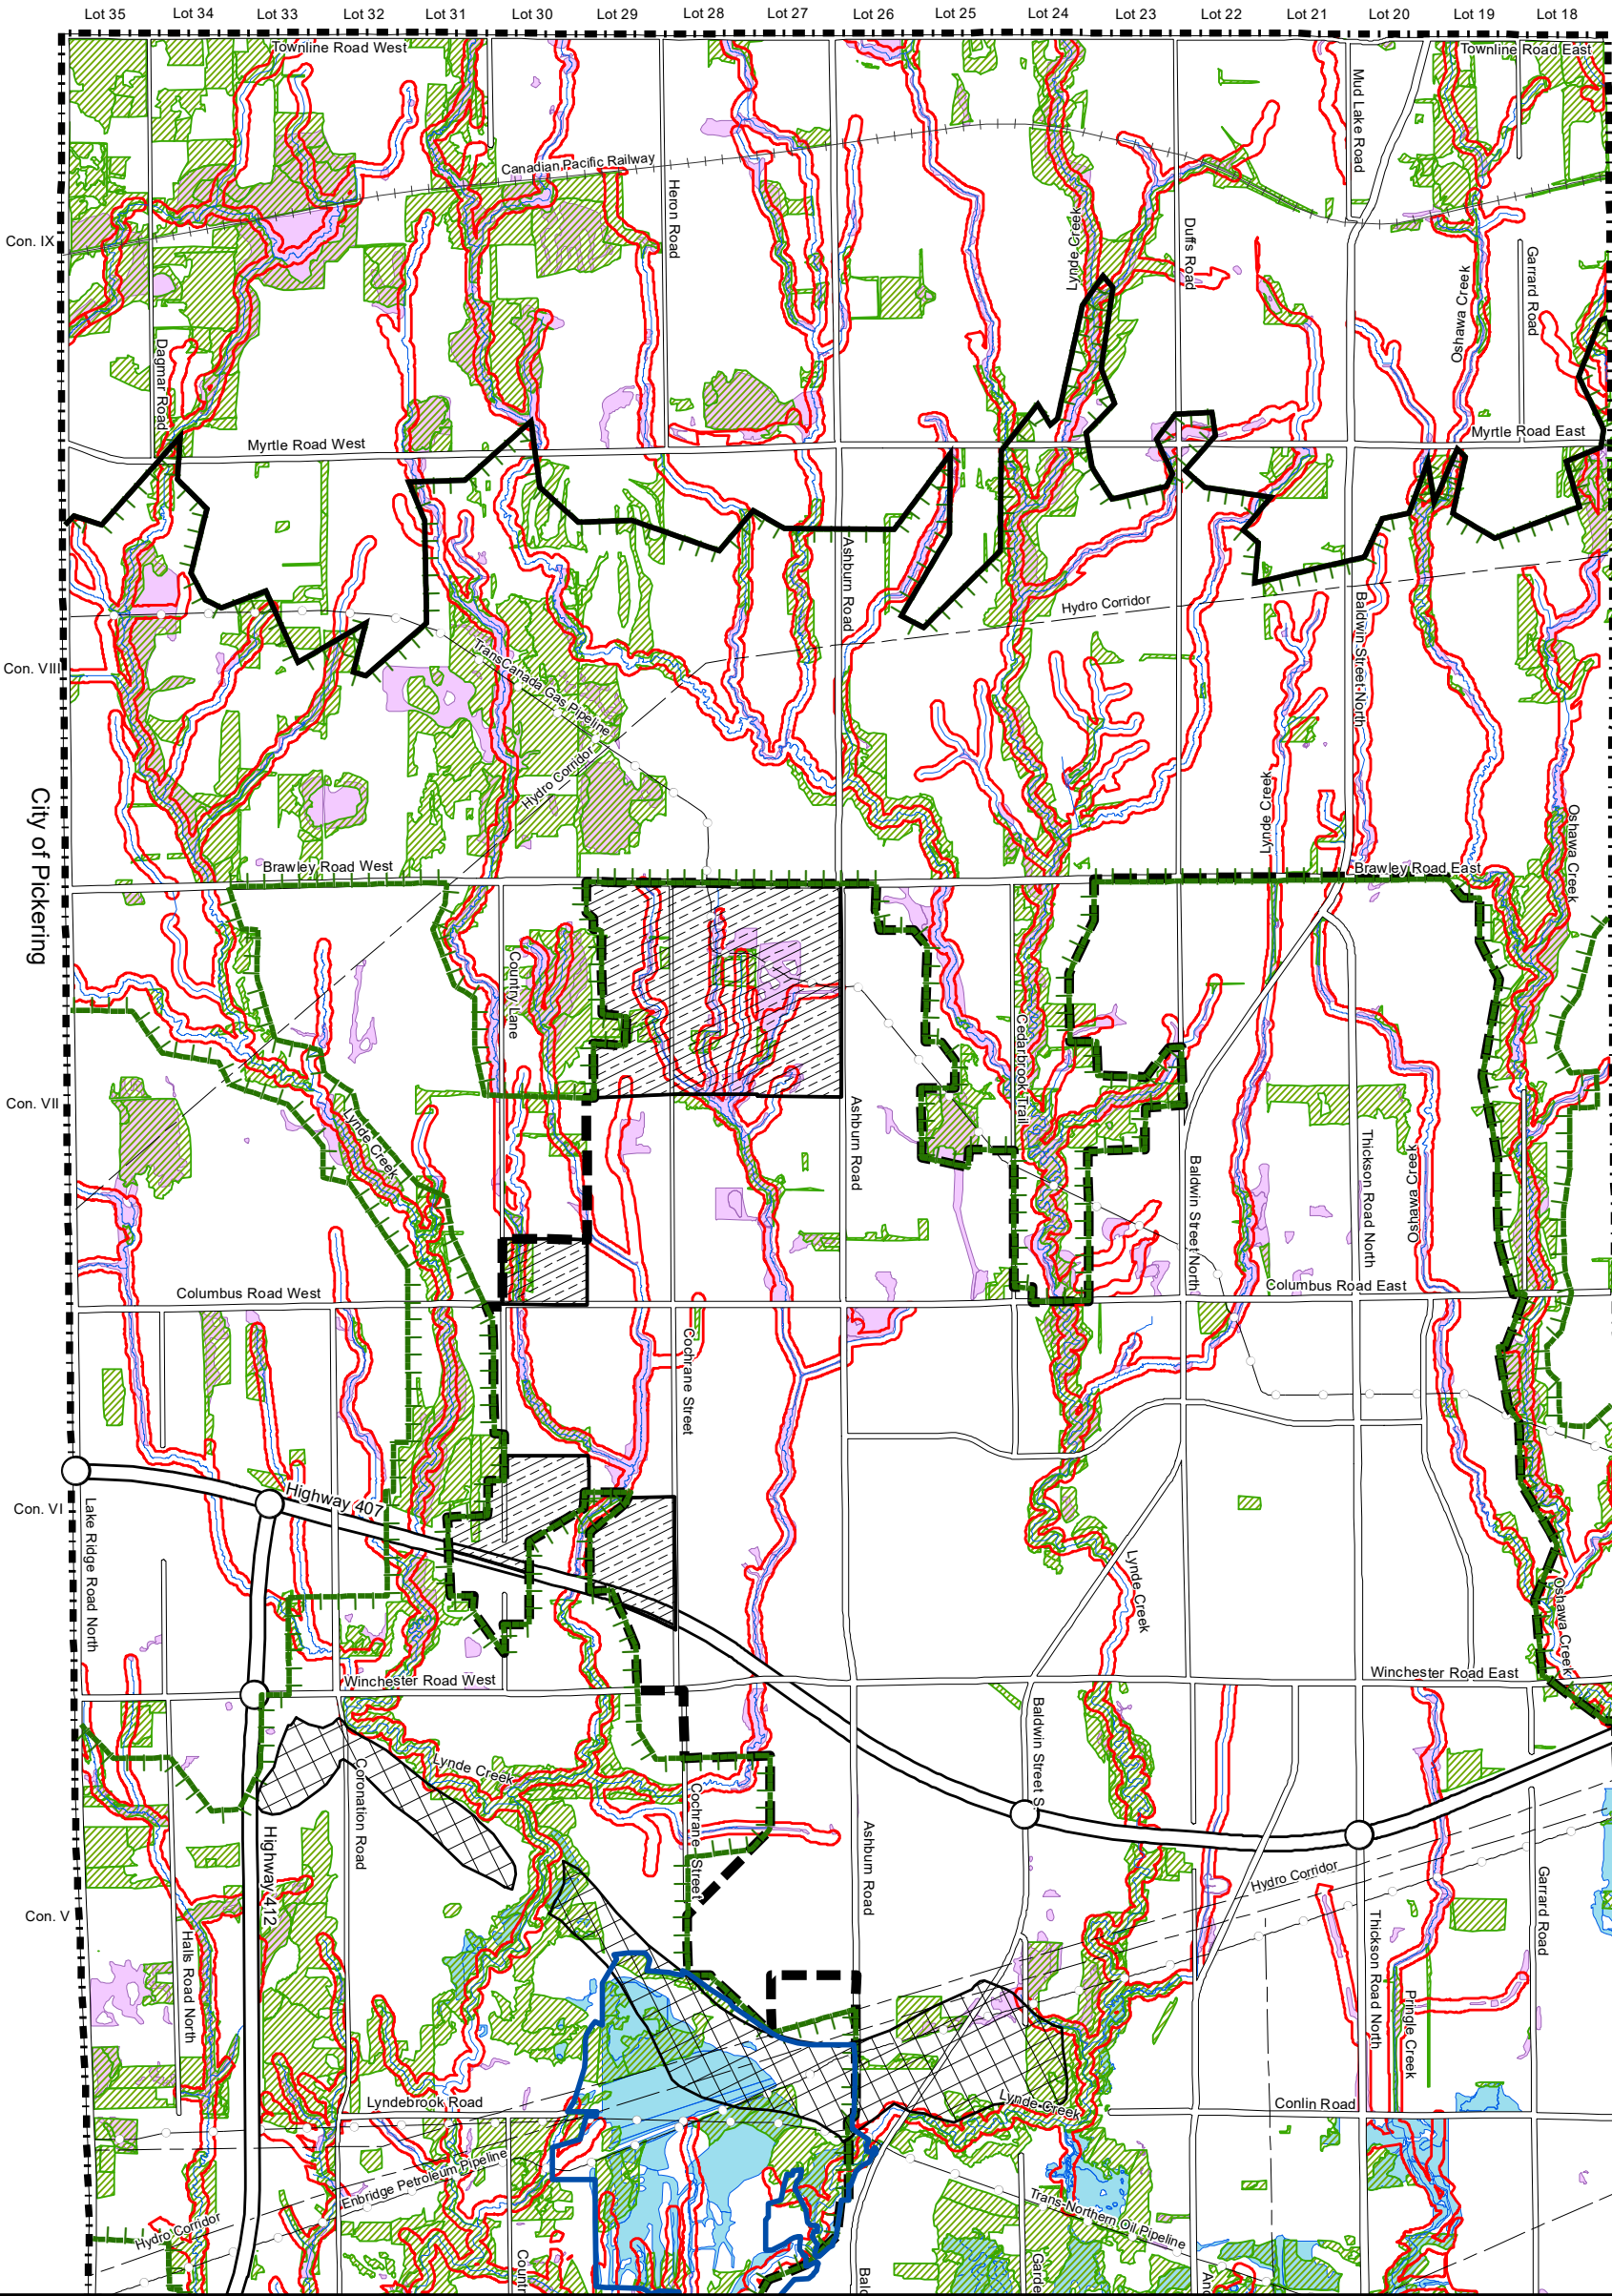 Lot 35 Lot 34 Lot 33 Lot 32 Lot 31 Lot 30 Lot 29 Lot 28 Lot 27 Lot 26 Lot 25 Lot 24 Lot 23 Lot 22 Lot 21 Lot 20 Lot 19 Lot 18
Townline Road West
Townline Road East
Mud Lake Road
Canadian Pacific Railway
Heron Road
Lynde Creek
Duffs Road
Con. IX
Garrard Road
Oshawa Creek
Dagmar Road
Myrtle Road West
Myrtle Road East
Ashburn Road
Hydro Corridor
Baldwin Street North
Con. VIII
TransCanada Gas Pipeline
Hydro Corridor
City of Pickering
Lynde Creek
Oshawa Creek
Brawley Road West
Brawley Road East
Country Lane
Cedarbrook Trail
Con. VII
Lynde Creek
Ashburn Road
Baldwin Street North
Thickson Road North
Oshawa Creek
Columbus Road West
Columbus Road East
Cochrane Street
Highway 407
Con. VI
Lake Ridge Road North
Lynde Creek
Oshawa Creek
Winchester Road West
Winchester Road East
Baldwin Street S.
Lynde Creek
Coronation Road
Cochrane Street
Ashburn Road
Highway 412
Hydro Corridor
Garrard Road
Con. V
Halls Road North
Thickson Road North
Pringle Creek
Lyndebrook Road
Lynde Creek
Conlin Road
Enbridge Petroleum Pipeline
Trans-Northern Oil Pipeline
Hydro Corridor
Countr
Balc
Garde